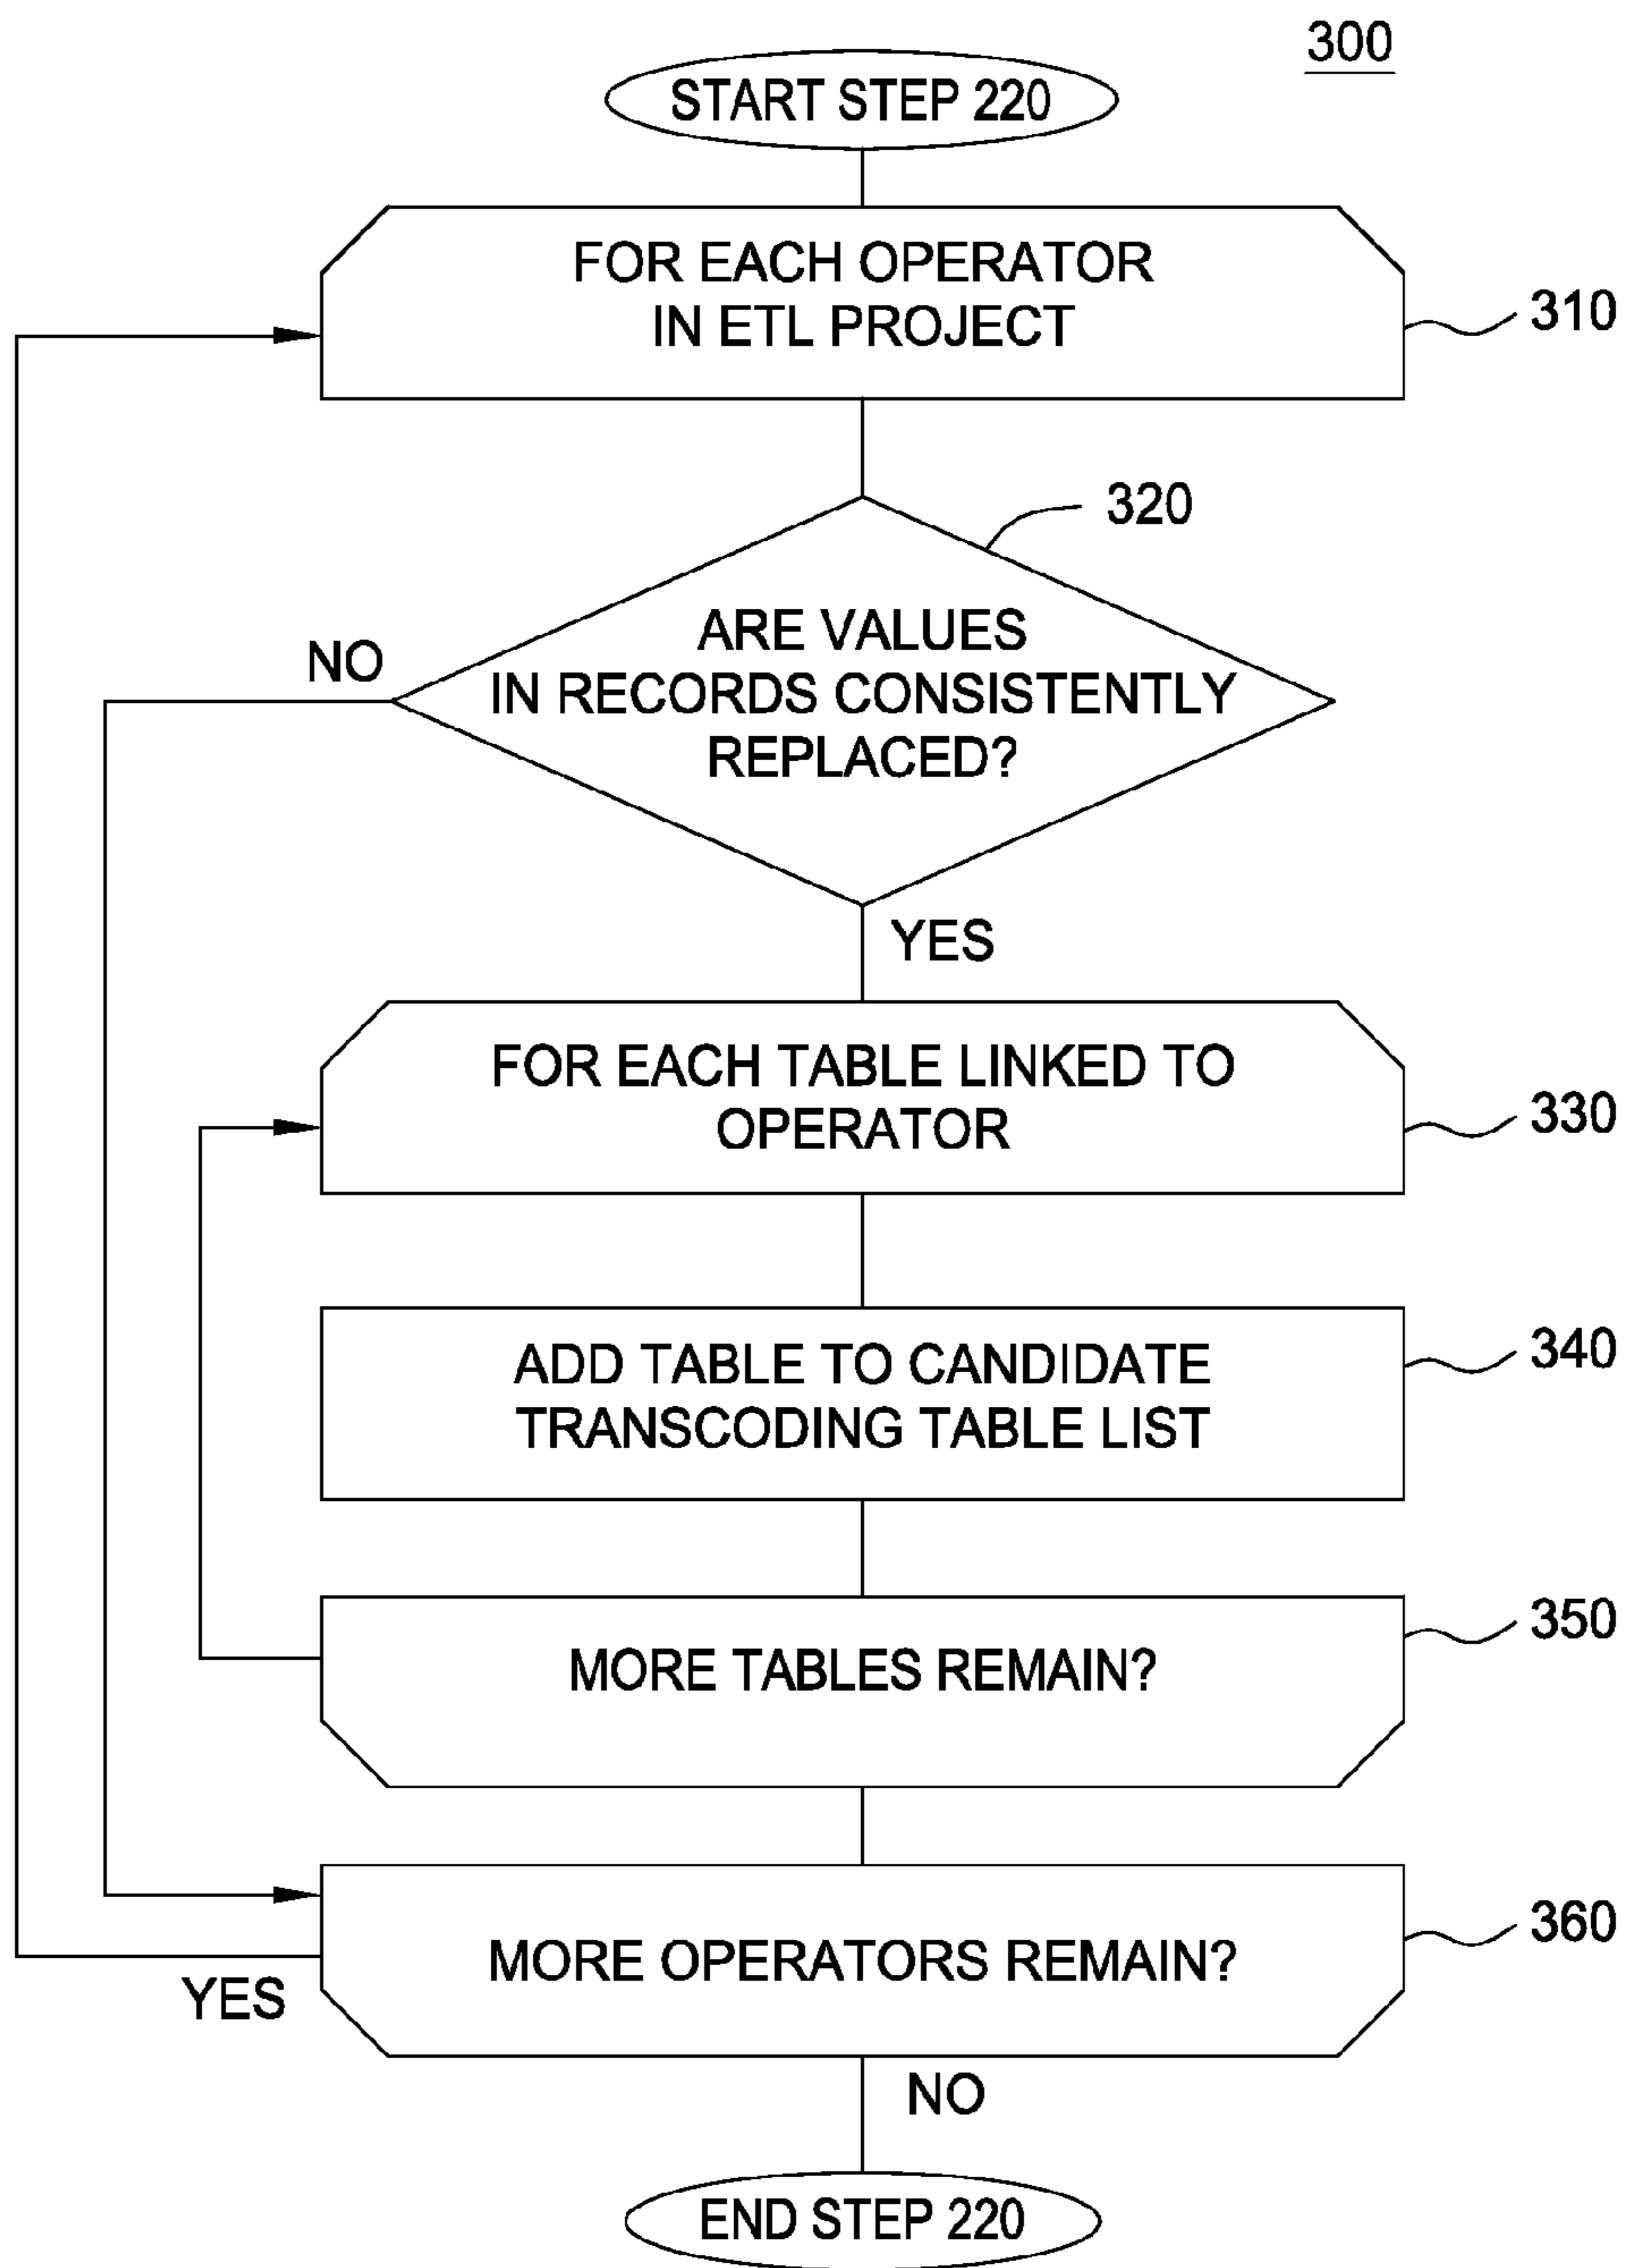 300
START STEP 220
FOR EACH OPERATOR
IN ETL PROJECT
310
320
ARE VALUES
IN RECORDS CONSISTENTLY
REPLACED?
NO
YES
FOR EACH TABLE LINKED TO
OPERATOR
330
ADD TABLE TO CANDIDATE
TRANSCODING TABLE LIST
340
MORE TABLES REMAIN?
350
MORE OPERATORS REMAIN?
360
YES
NO
END STEP 220